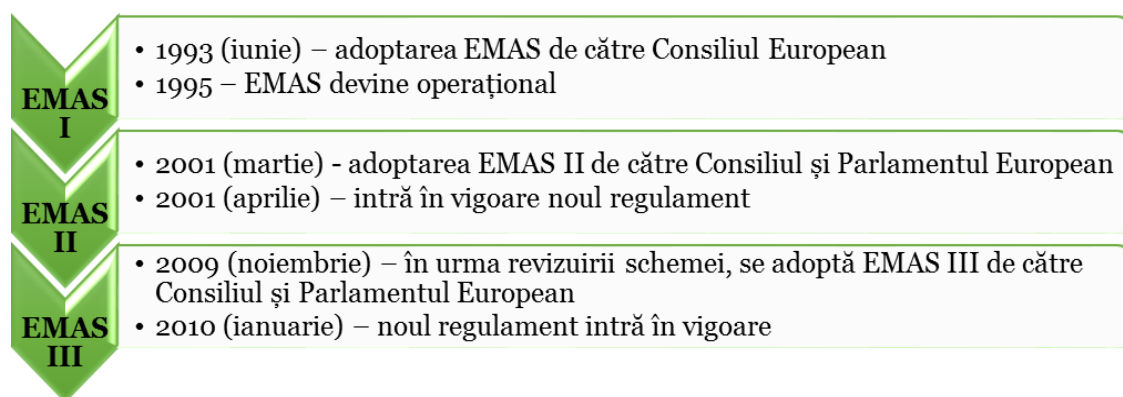 EMAS
I
• 1993 (iunie) – adoptarea EMAS de către Consiliul European
• 1995 – EMAS devine operațional
EMAS
II
• 2001 (martie) - adoptarea EMAS II de către Consiliul și Parlamentul European
• 2001 (aprilie) – intră în vigoare noul regulament
EMAS
III
• 2009 (noiembrie) – în urma revizuirii schemei, se adoptă EMAS III de către
Consiliul și Parlamentul European
• 2010 (ianuarie) – noul regulament intră în vigoare